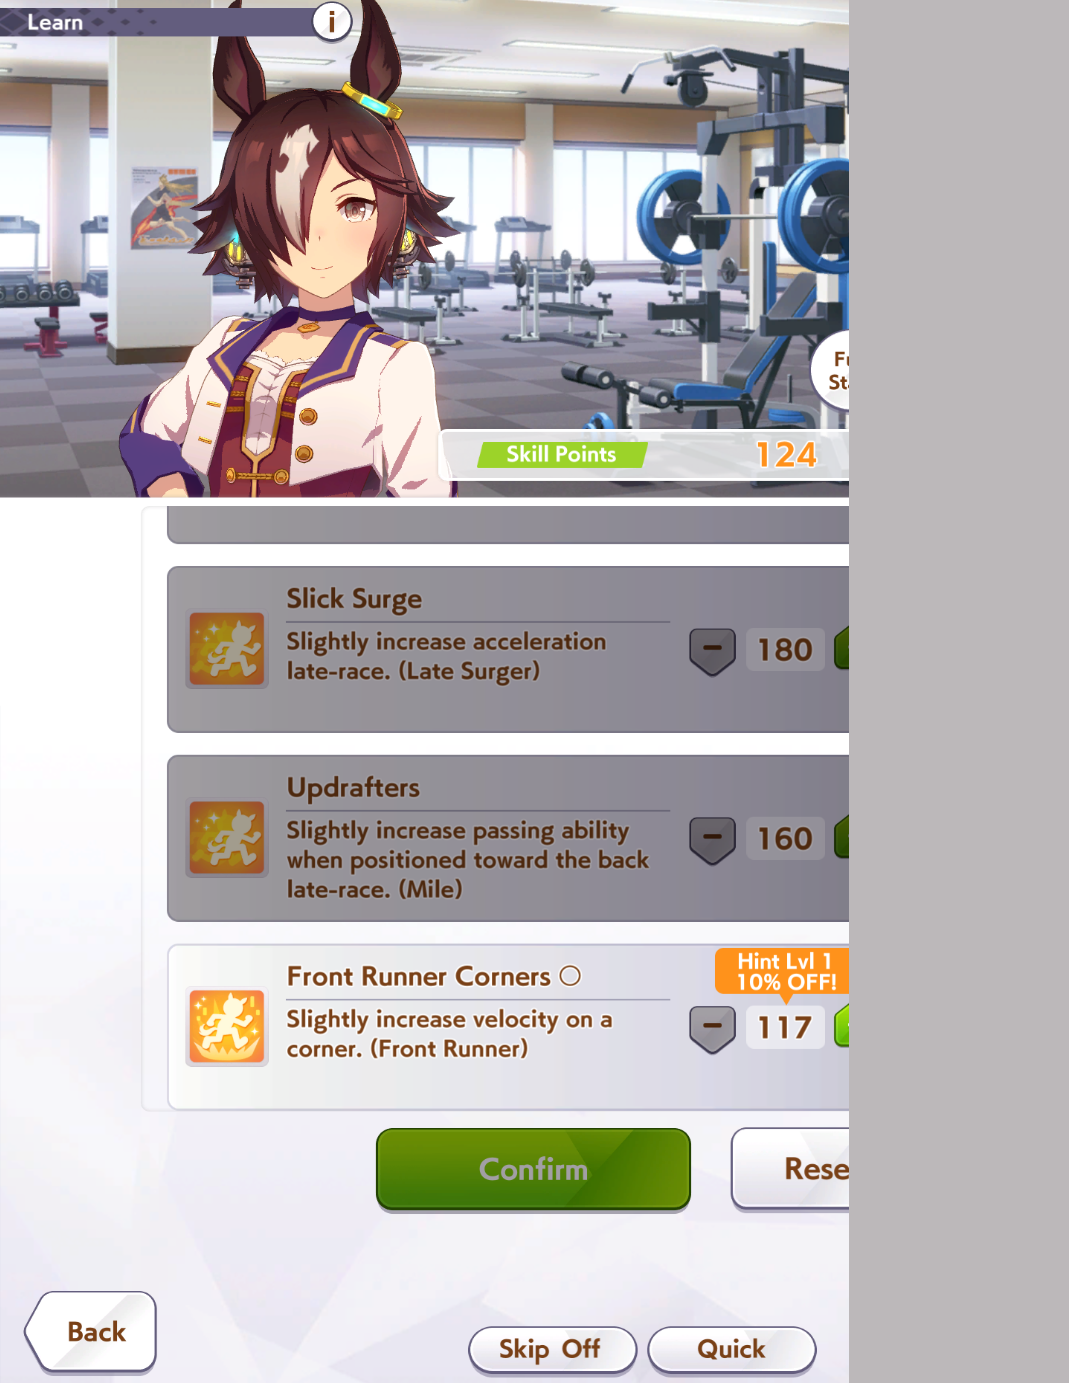 Learn
i
Skill Points 124
Slick Surge
Slightly increase acceleration
late-race. (Late Surger)
180
Updrafters
Slightly increase passing ability
when positioned toward the back
late-race. (Mile)
160
Hint Lvl 1
10% OFF!
Front Runner Corners ○
Slightly increase velocity on a
corner. (Front Runner)
117
Confirm
Rese
Back
Skip Off
Quick